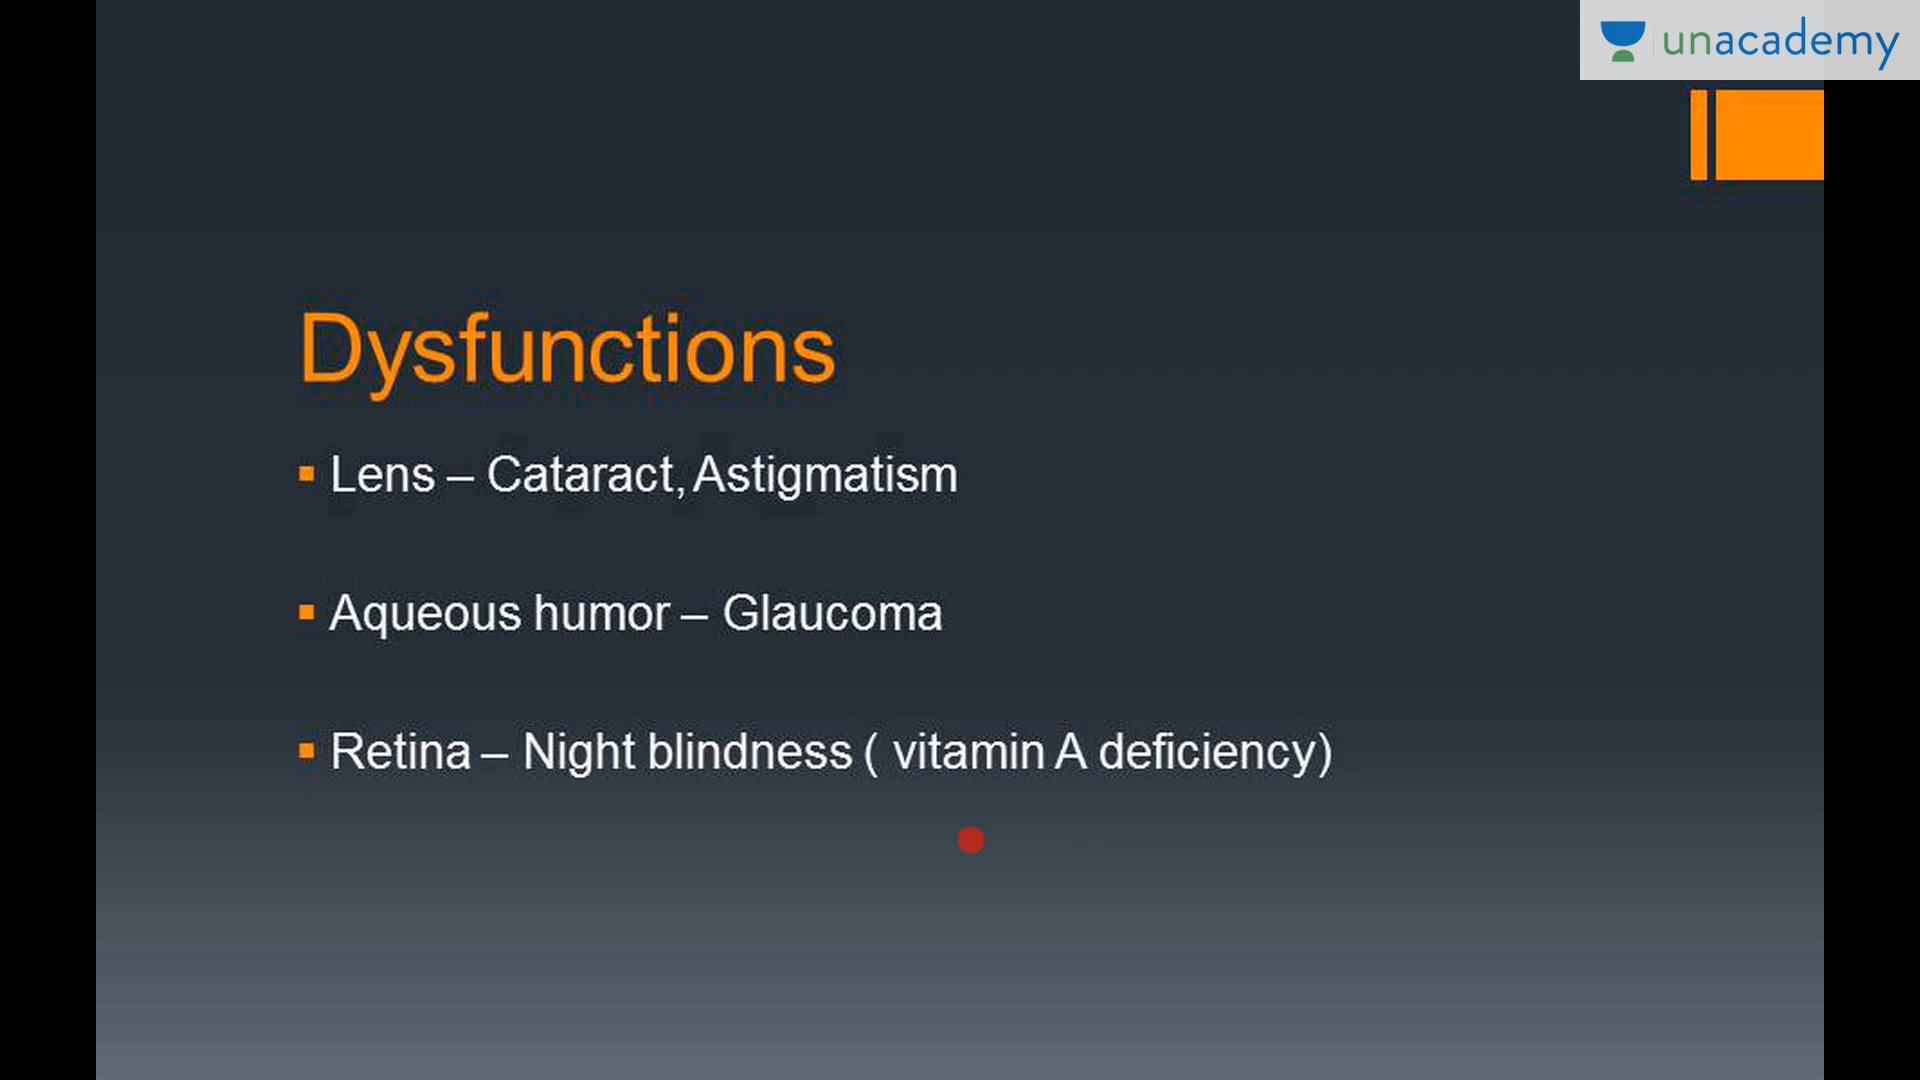 unacademy
Dysfunctions
Lens – Cataract, Astigmatism
Aqueous humor – Glaucoma
Retina – Night blindness ( vitamin A deficiency)